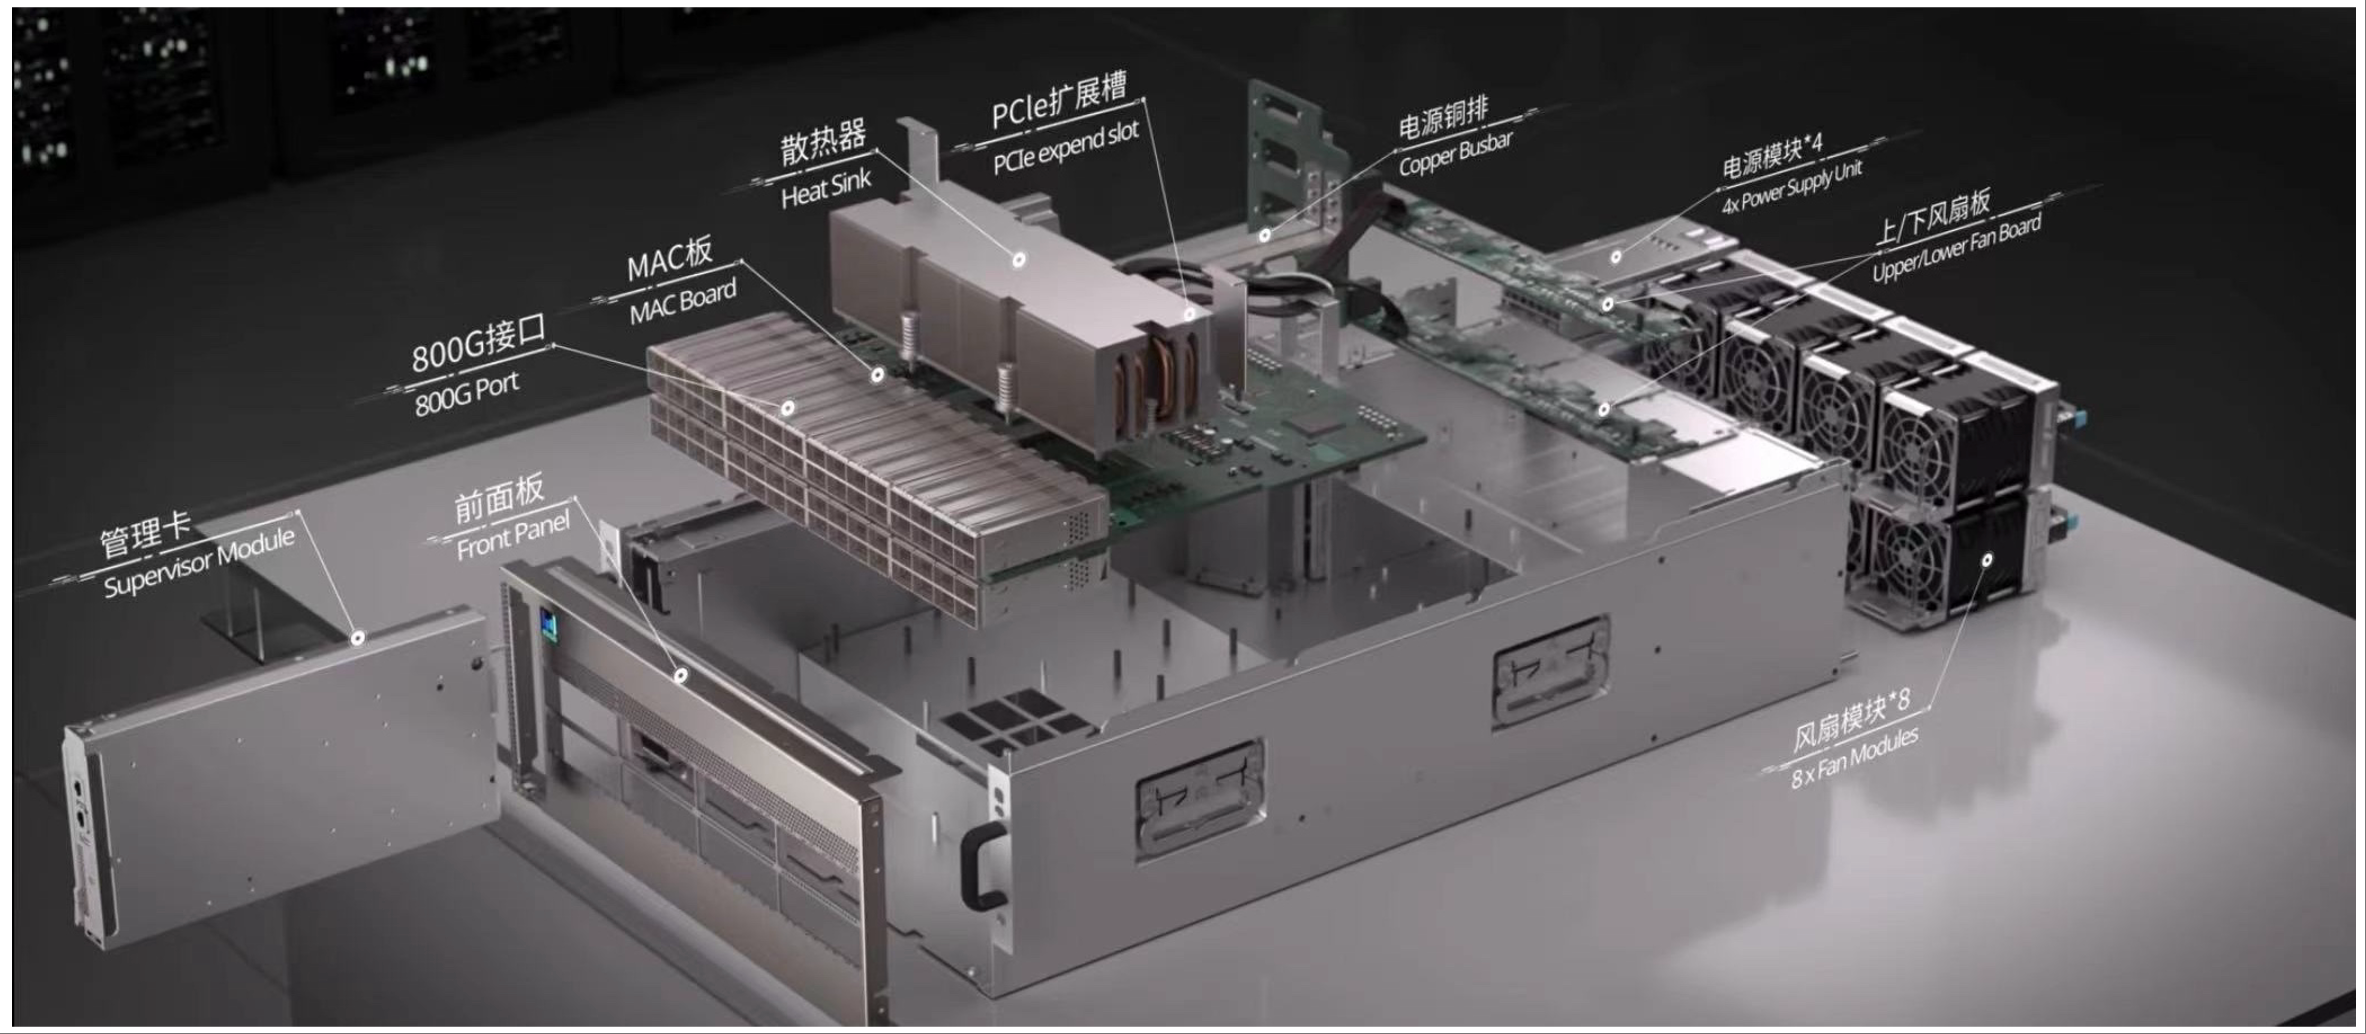 PCIe扩展槽
PCIe expend slot
散热器
Heat Sink
电源铜排
Copper Busbar
电源模块*4
4x Power Supply Unit
上/下风扇板
Upper/Lower Fan Board
MAC板
MAC Board
800G接口
800G Port
前面板
Front Panel
管理卡
Supervisor Module
风扇模块*8
8x Fan Modules